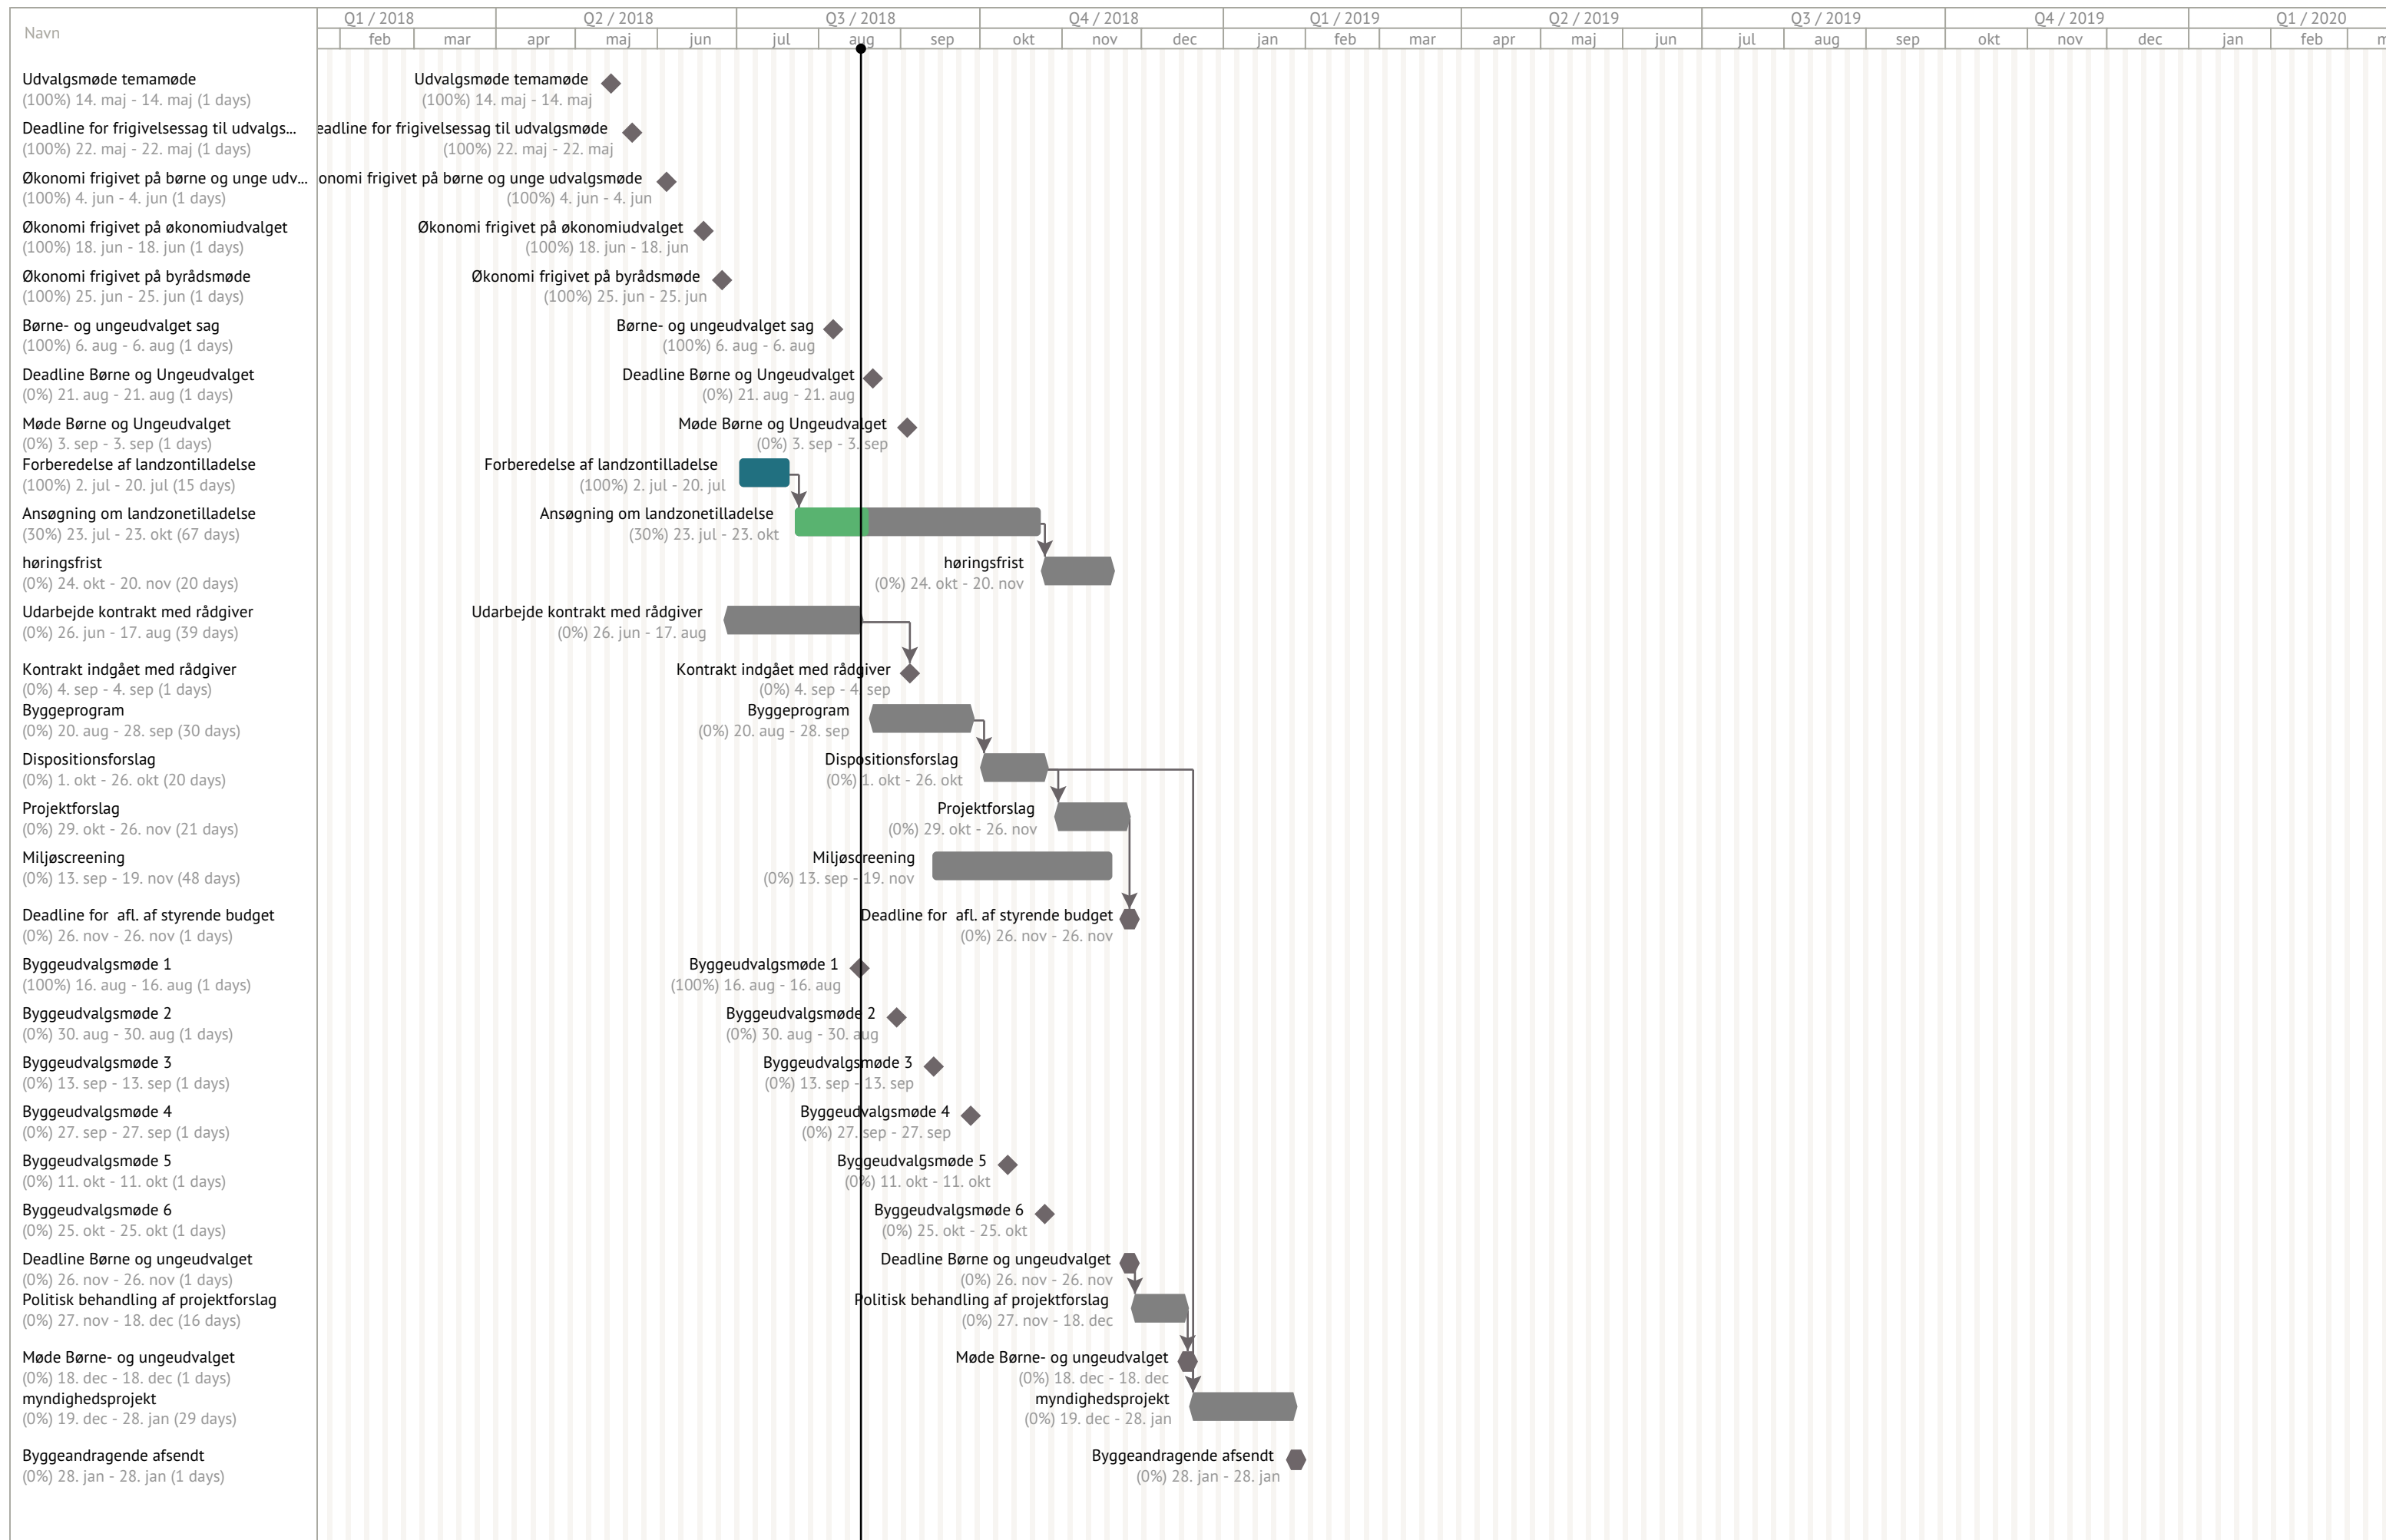 Navn
Q1 / 2018 Q2 / 2018 Q3 / 2018 Q4 / 2018 Q1 / 2019 Q2 / 2019 Q3 / 2019 Q4 / 2019 Q1 / 2020
feb mar apr maj jun jul aug sep okt nov dec jan feb mar apr maj jun jul aug sep okt nov dec jan feb m
Udvalgsmøde temamøde Udvalgsmøde temamøde
(100%) 14. maj - 14. maj (1 days) (100%) 14. maj - 14. maj
Deadline for frigivelsessag til udvalgs... eadline for frigivelsessag til udvalgsmøde
(100%) 22. maj - 22. maj (1 days) (100%) 22. maj - 22. maj
Økonomi frigivet på børne og unge udv... onomi frigivet på børne og unge udvalgsmøde
(100%) 4. jun - 4. jun (1 days) (100%) 4. jun - 4. jun
Økonomi frigivet på økonomiudvalget Økonomi frigivet på økonomiudvalget
(100%) 18. jun - 18. jun (1 days) (100%) 18. jun - 18. jun
Økonomi frigivet på byrådsmøde Økonomi frigivet på byrådsmøde
(100%) 25. jun - 25. jun (1 days) (100%) 25. jun - 25. jun
Børne- og ungeudvalget sag Børne- og ungeudvalget sag
(100%) 6. aug - 6. aug (1 days) (100%) 6. aug - 6. aug
Deadline Børne og Ungeudvalget Deadline Børne og Ungeudvalget
(0%) 21. aug - 21. aug (1 days) (0%) 21. aug - 21. aug
Møde Børne og Ungeudvalget Møde Børne og Ungeudvalget
(0%) 3. sep - 3. sep (1 days) (0%) 3. sep - 3. sep
Forberedelse af landzontilladelse Forberedelse af landzontilladelse
(100%) 2. jul - 20. jul (15 days) (100%) 2. jul - 20. jul
Ansøgning om landzonetilladelse Ansøgning om landzonetilladelse
(30%) 23. jul - 23. okt (67 days) (30%) 23. jul - 23. okt
høringsfrist høringsfrist
(0%) 24. okt - 20. nov (20 days) (0%) 24. okt - 20. nov
Udarbejde kontrakt med rådgiver Udarbejde kontrakt med rådgiver
(0%) 26. jun - 17. aug (39 days) (0%) 26. jun - 17. aug
Kontrakt indgået med rådgiver Kontrakt indgået med rådgiver
(0%) 4. sep - 4. sep (1 days) (0%) 4. sep - 4. sep
Byggeprogram Byggeprogram
(0%) 20. aug - 28. sep (30 days) (0%) 20. aug - 28. sep
Dispositionsforslag Dispositionsforslag
(0%) 1. okt - 26. okt (20 days) (0%) 1. okt - 26. okt
Projektforslag Projektforslag
(0%) 29. okt - 26. nov (21 days) (0%) 29. okt - 26. nov
Miljøscreening Miljøscreening
(0%) 13. sep - 19. nov (48 days) (0%) 13. sep - 19. nov
Deadline for  afl. af styrende budget Deadline for  afl. af styrende budget
(0%) 26. nov - 26. nov (1 days) (0%) 26. nov - 26. nov
Byggeudvalgsmøde 1 Byggeudvalgsmøde 1
(100%) 16. aug - 16. aug (1 days) (100%) 16. aug - 16. aug
Byggeudvalgsmøde 2 Byggeudvalgsmøde 2
(0%) 30. aug - 30. aug (1 days) (0%) 30. aug - 30. aug
Byggeudvalgsmøde 3 Byggeudvalgsmøde 3
(0%) 13. sep - 13. sep (1 days) (0%) 13. sep - 13. sep
Byggeudvalgsmøde 4 Byggeudvalgsmøde 4
(0%) 27. sep - 27. sep (1 days) (0%) 27. sep - 27. sep
Byggeudvalgsmøde 5 Byggeudvalgsmøde 5
(0%) 11. okt - 11. okt (1 days) (0%) 11. okt - 11. okt
Byggeudvalgsmøde 6 Byggeudvalgsmøde 6
(0%) 25. okt - 25. okt (1 days) (0%) 25. okt - 25. okt
Deadline Børne og ungeudvalget Deadline Børne og ungeudvalget
(0%) 26. nov - 26. nov (1 days) (0%) 26. nov - 26. nov
Politisk behandling af projektforslag Politisk behandling af projektforslag
(0%) 27. nov - 18. dec (16 days) (0%) 27. nov - 18. dec
Møde Børne- og ungeudvalget Møde Børne- og ungeudvalget
(0%) 18. dec - 18. dec (1 days) (0%) 18. dec - 18. dec
myndighedsprojekt myndighedsprojekt
(0%) 19. dec - 28. jan (29 days) (0%) 19. dec - 28. jan
Byggeandragende afsendt Byggeandragende afsendt
(0%) 28. jan - 28. jan (1 days) (0%) 28. jan - 28. jan